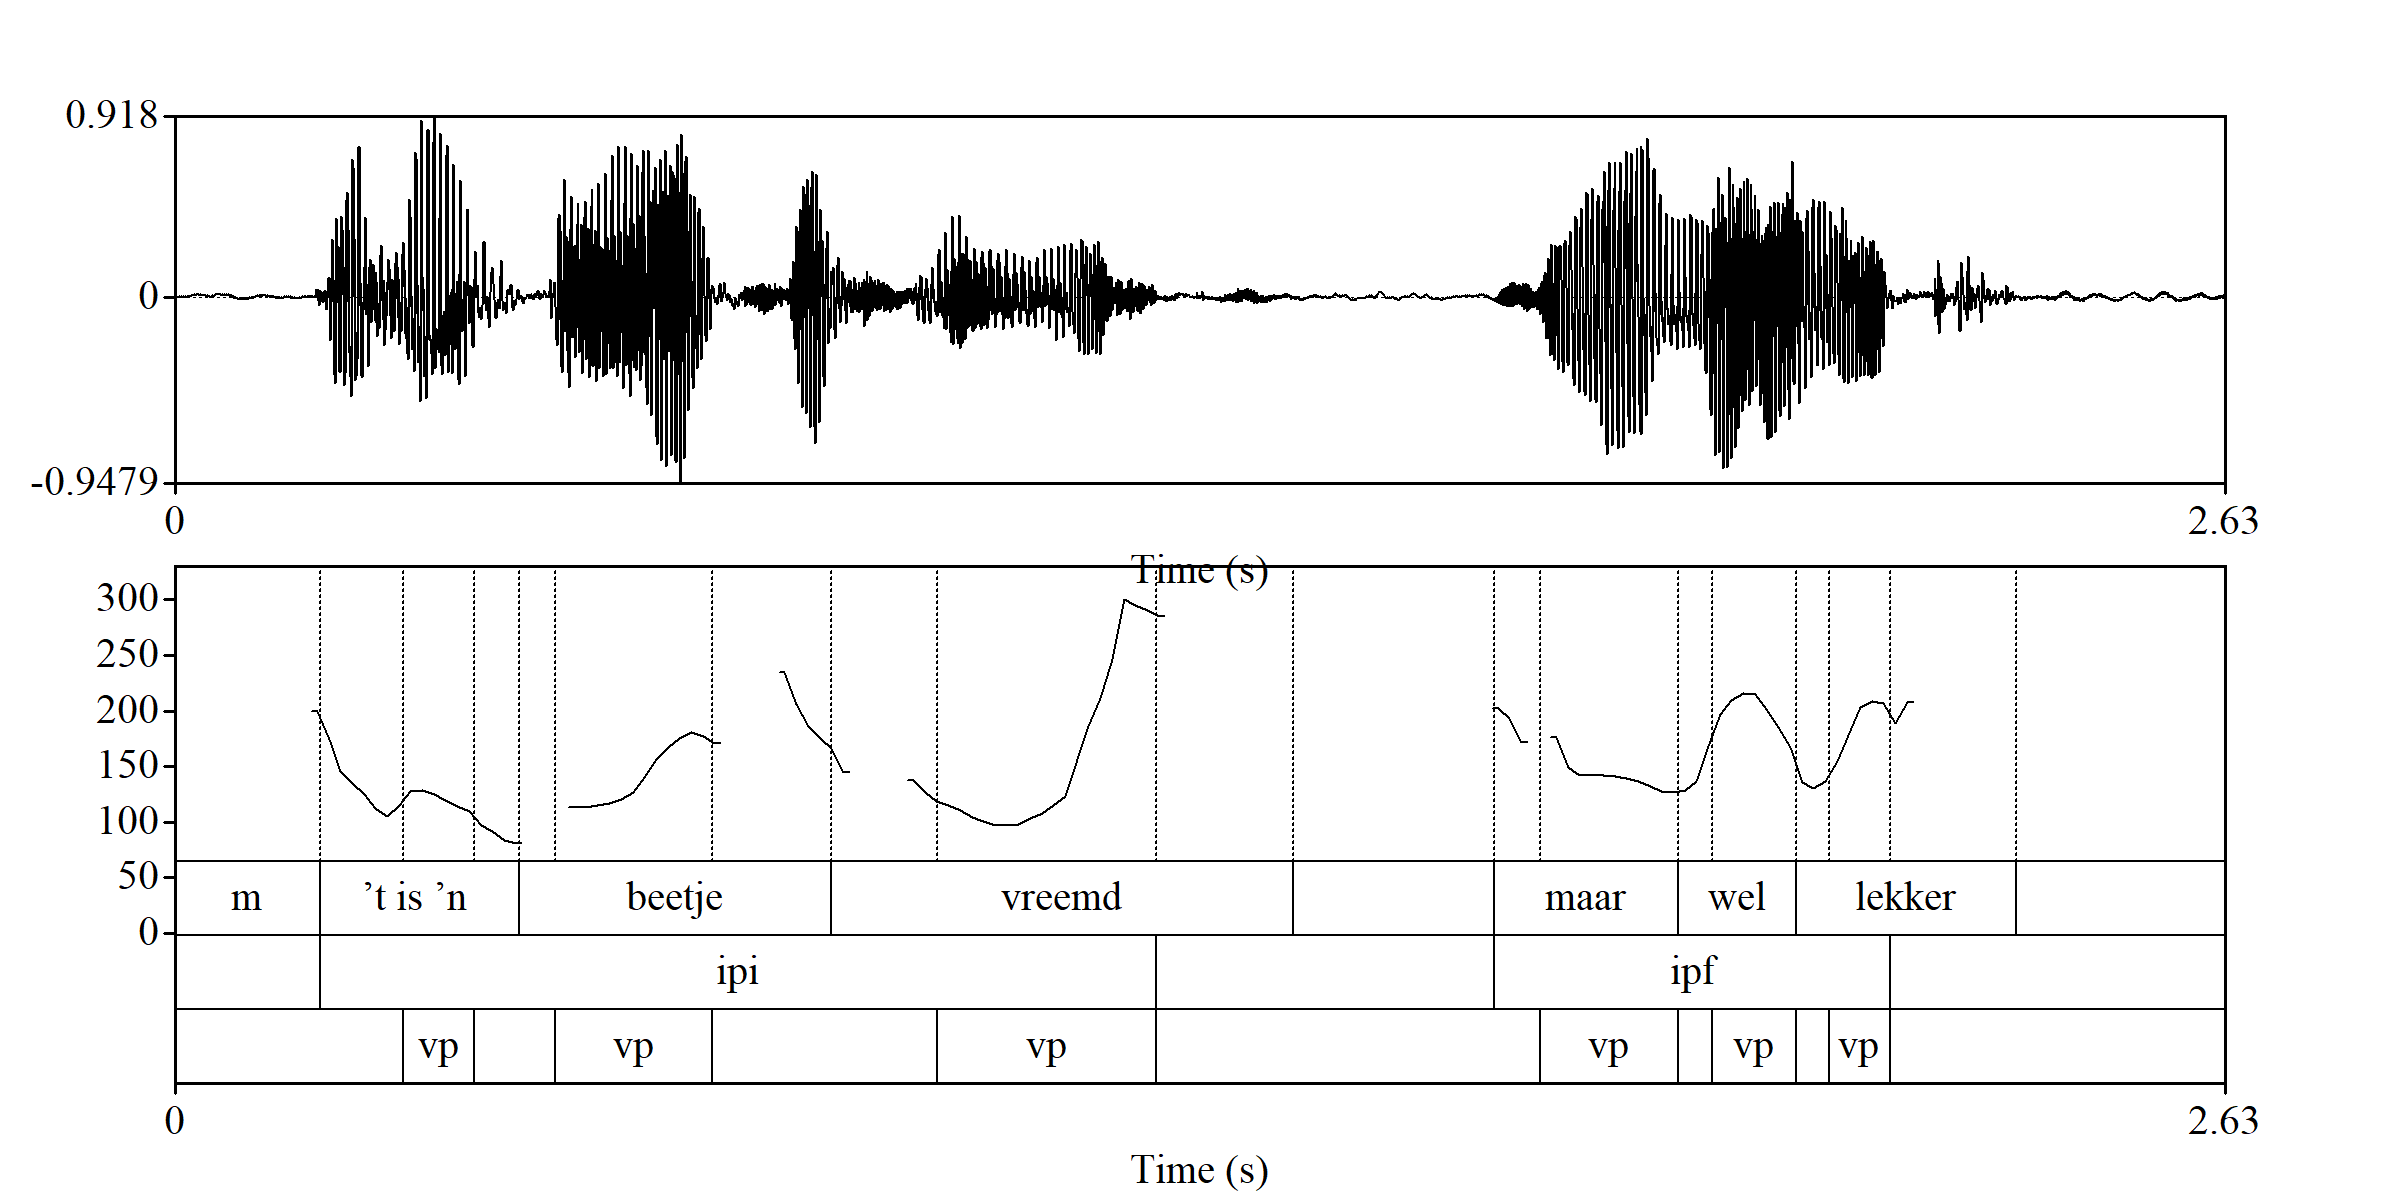 0.918
0
-0.9479
0 2.63
Time (s)
300
250
200
150
100
50
0
m ’t is ’n beetje vreemd maar wel lekker
ipi ipf
vp vp vp vp vp vp
0 2.63
Time (s)